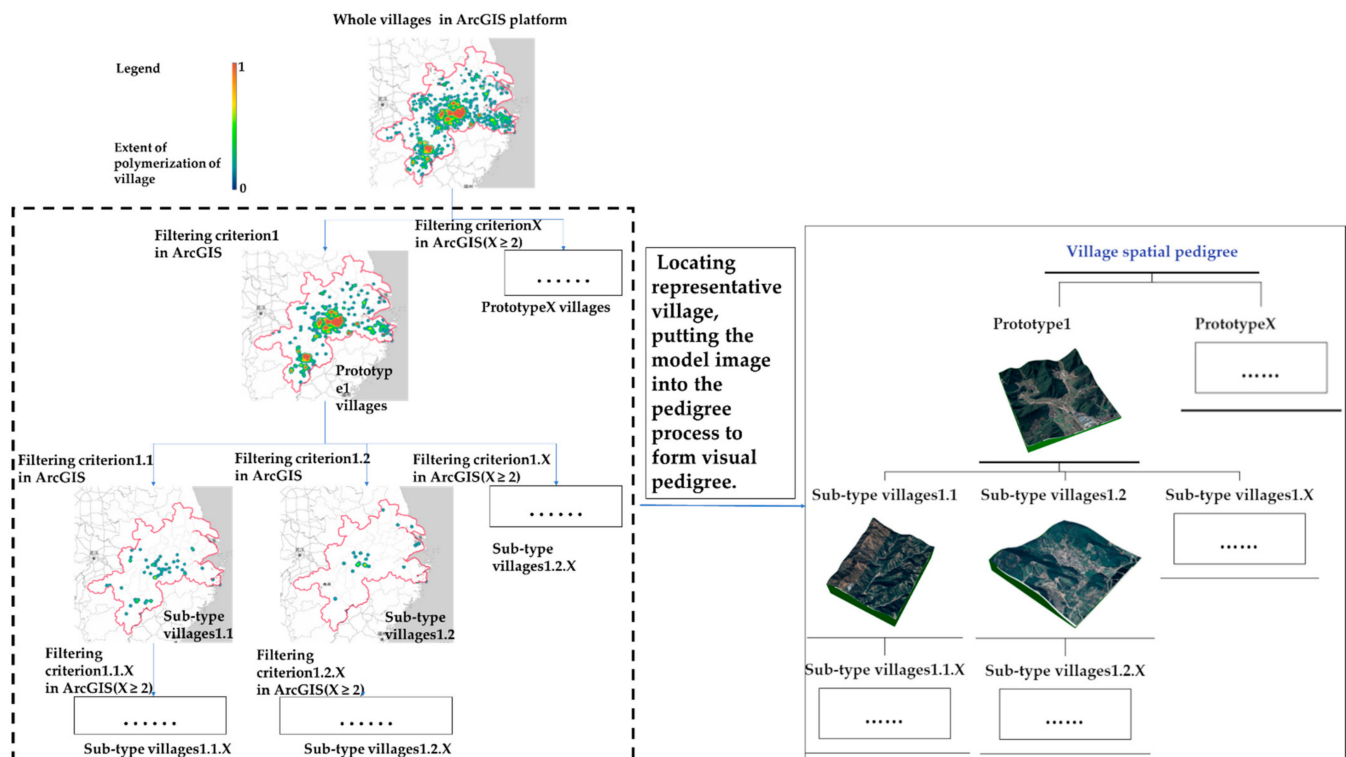 Whole villages in ArcGIS platform
Legend
1
Extent of
polymerization of
village
0
Filtering criterion1
in ArcGIS
Filtering criterionX
in ArcGIS(X ≥ 2)
......
PrototypeX villages
Prototyp
e1
villages
Filtering criterion1.1
in ArcGIS
Filtering criterion1.2
in ArcGIS
Filtering criterion1.X
in ArcGIS(X ≥ 2)
......
Sub-type
villages1.2.X
Sub-type
villages1.1
Sub-type
villages1.2
Filtering
criterion1.1.X
in ArcGIS(X ≥ 2)
Filtering
criterion1.2.X
in ArcGIS(X ≥ 2)
......
......
Sub-type villages1.1.X
Sub-type villages1.2.X
Locating
representative
village,
putting the
model image
into the
pedigree
process to
form visual
pedigree.
Village spatial pedigree
Prototype1
PrototypeX
......
Sub-type villages1.1
Sub-type villages1.2
Sub-type villages1.X
......
Sub-type villages1.1.X
Sub-type villages1.2.X
......
......